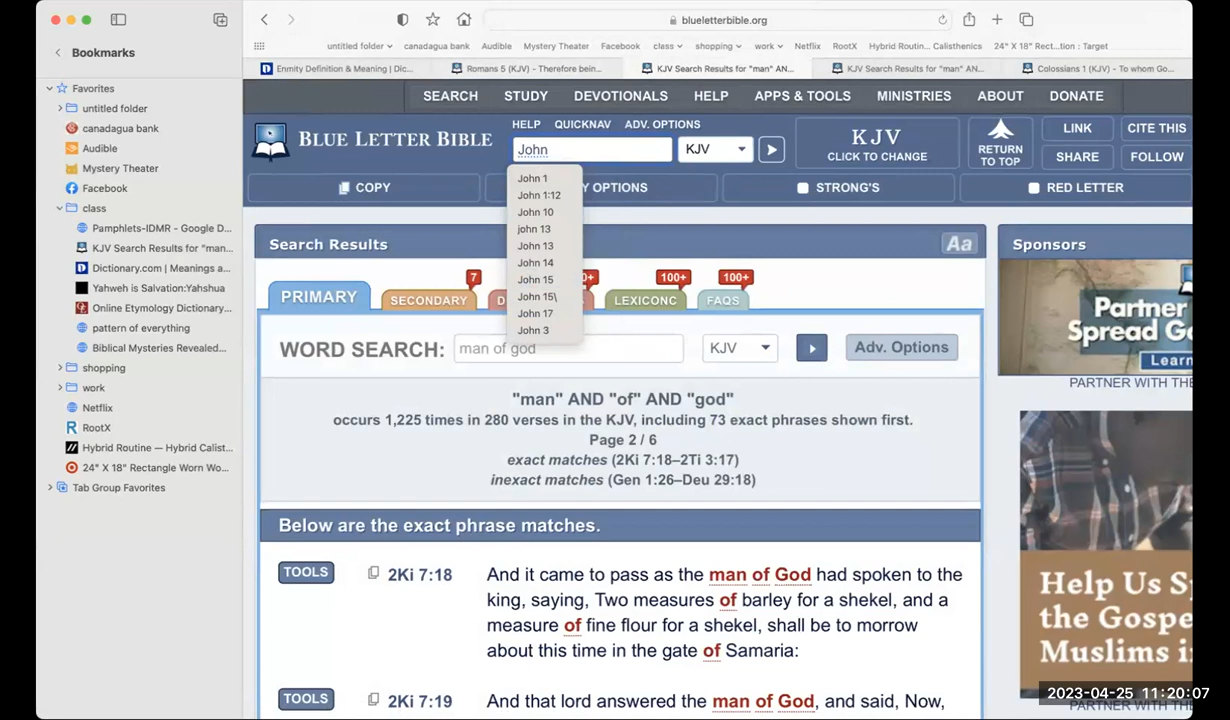 Bookmarks
Favorites
untitled folder
canadagua bank
Audible
Mystery Theater
Facebook
class
Pamphlets-IDMR - Google D...
KJV Search Results for "man"...
Dictionary.com | Meanings a...
Yahweh is Salvation:Yahshua
Online Etymology Dictionary...
pattern of everything
Biblical Mysteries Revealed...
shopping
work
Netflix
RootX
Hybrid Routine — Hybrid Calist...
24" X 18" Rectangle Worn Wo...
Tab Group Favorites
blueletterbible.org
untitled folder canadagua bank Audible Mystery Theater Facebook class shopping work Netflix RootX Hybrid Routin... Calisthenics 24" X 18" Rect...tion : Target
Enmity Definition & Meaning | Dic... Romans 5 (KJV) - Therefore bein... KJV Search Results for "man" AN... KJV Search Results for "man" AN... Colossians 1 (KJV) - To whom Go...
SEARCH STUDY DEVOTIONALS HELP APPS & TOOLS MINISTRIES ABOUT DONATE
HELP QUICKNAV ADV. OPTIONS
BLUE LETTER BIBLE
John KJV
KJV
CLICK TO CHANGE
RETURN
TO TOP
LINK CITE THIS
SHARE FOLLOW
COPY Y OPTIONS STRONG'S RED LETTER
John 1
John 1:12
John 10
john 13
John 13
John 14
John 15
John 15\
John 17
John 3
Search Results Aa
PRIMARY SECONDARY 7 D 0+ LEXICONC 100+ FAQS 100+
WORD SEARCH: man of god KJV Adv. Options
"man" AND "of" AND "god"
occurs 1,225 times in 280 verses in the KJV, including 73 exact phrases shown first.
Page 2 / 6
exact matches (2Ki 7:18–2Ti 3:17)
inexact matches (Gen 1:26–Deu 29:18)
Below are the exact phrase matches.
TOOLS 2Ki 7:18 And it came to pass as the man of God had spoken to the
king, saying, Two measures of barley for a shekel, and a
measure of fine flour for a shekel, shall be to morrow
about this time in the gate of Samaria:
TOOLS 2Ki 7:19 And that lord answered the man of God, and said, Now,
Sponsors
Partner
Spread Go
Learn
PARTNER WITH THE
Help Us S
the Gospe
Muslims i
2023-04-25 11:20:07